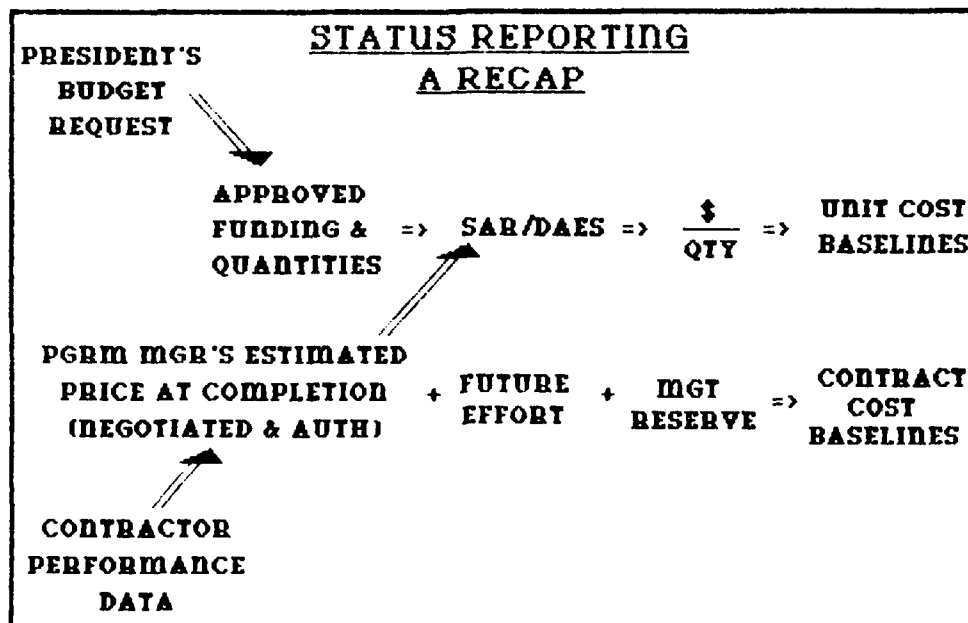 STATUS REPORTING
A RECAP
PRESIDENT'S
BUDGET
REQUEST
APPROVED
FUNDING &
QUANTITIES
=> SAR/DAES => $ / QTY => UNIT COST
BASELINES
PGRM MGR'S ESTIMATED
PRICE AT COMPLETION
(NEGOTIATED & AUTH)
+ FUTURE
EFFORT
+ MGT
RESERVE
=> CONTRACT
COST
BASELINES
CONTRACTOR
PERFORMANCE
DATA